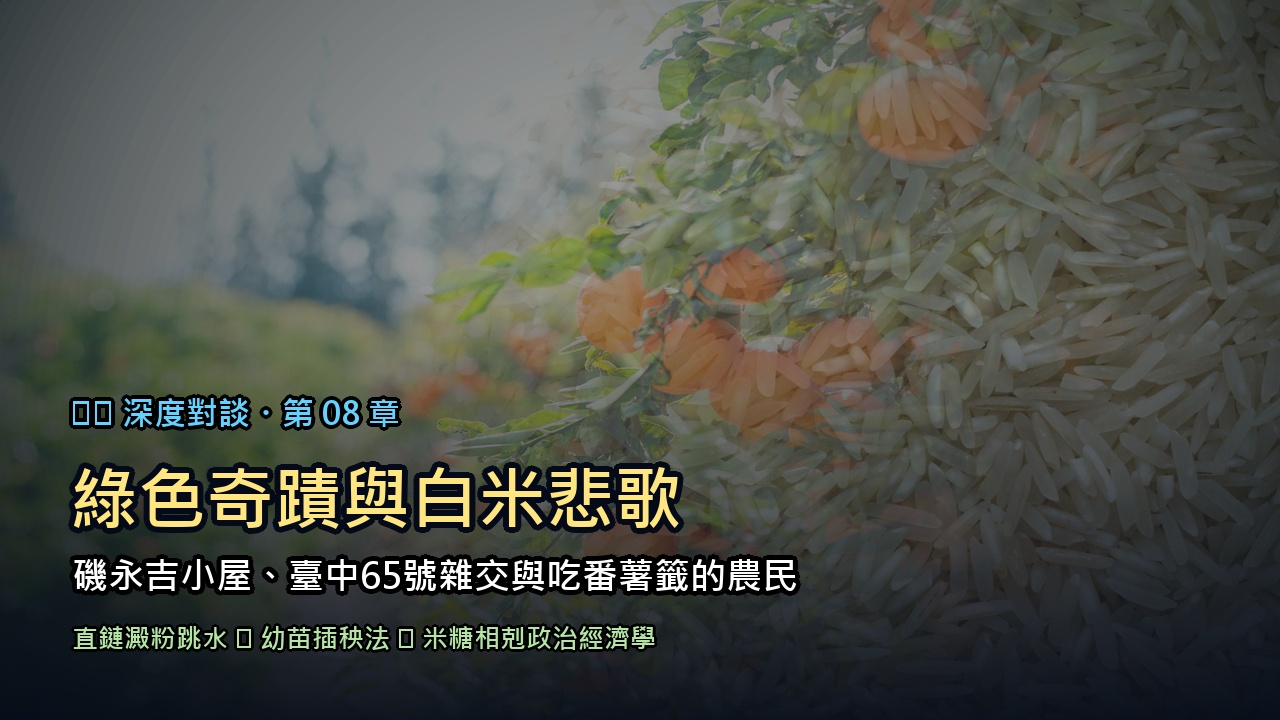 深度對談・第 08 章
綠色奇蹟與白米悲歌
磯永吉小屋、臺中65號雜交與吃番薯籤的農民
直鏈澱粉跳水 幼苗插秧法 米糖相剋政治經濟學